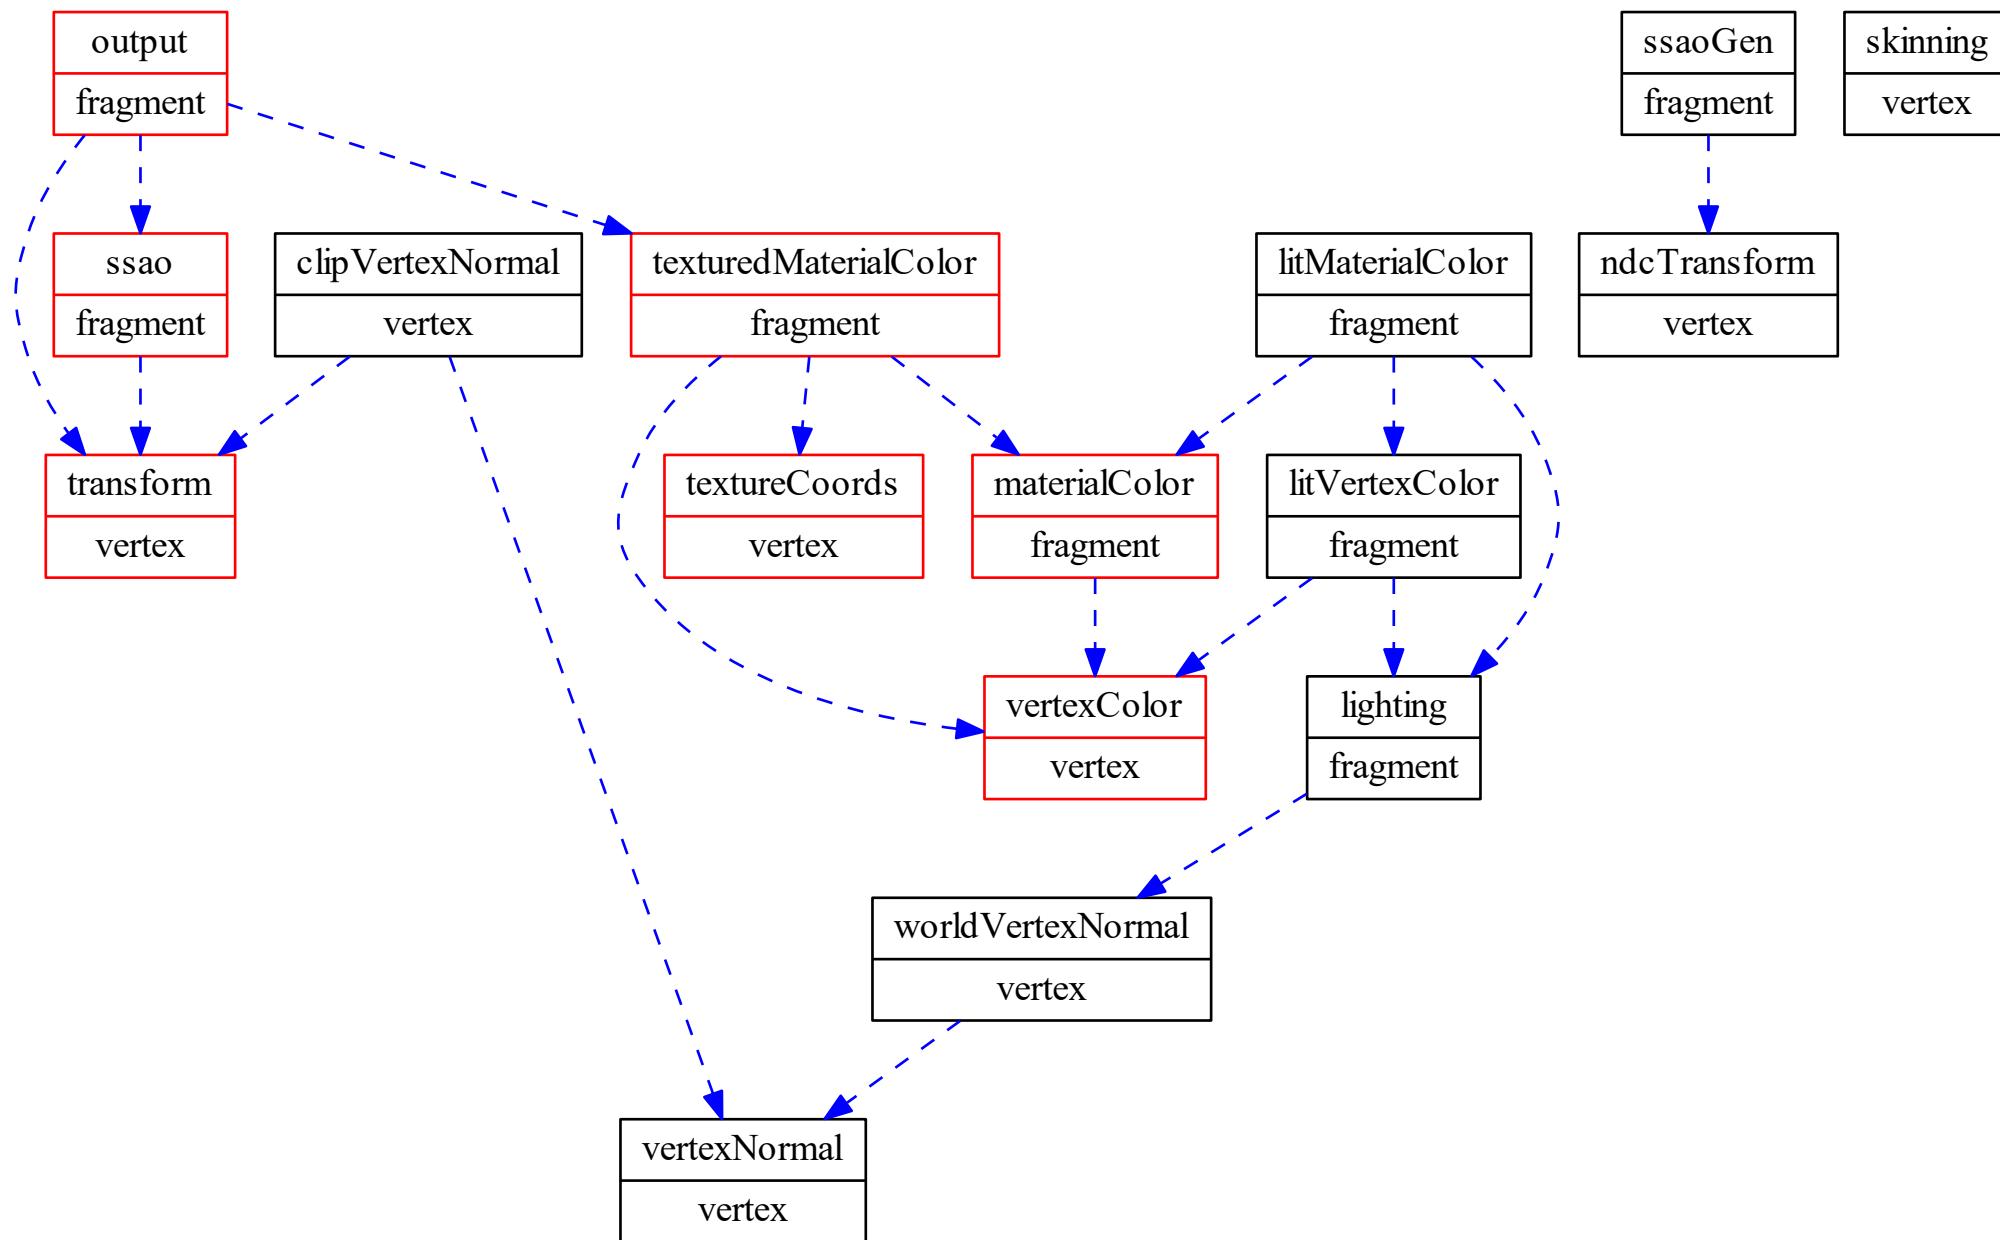 output
fragment
ssaoGen
fragment
skinning
vertex
ssao
fragment
clipVertexNormal
vertex
texturedMaterialColor
fragment
litMaterialColor
fragment
ndcTransform
vertex
transform
vertex
textureCoords
vertex
materialColor
fragment
litVertexColor
fragment
vertexColor
vertex
lighting
fragment
worldVertexNormal
vertex
vertexNormal
vertex